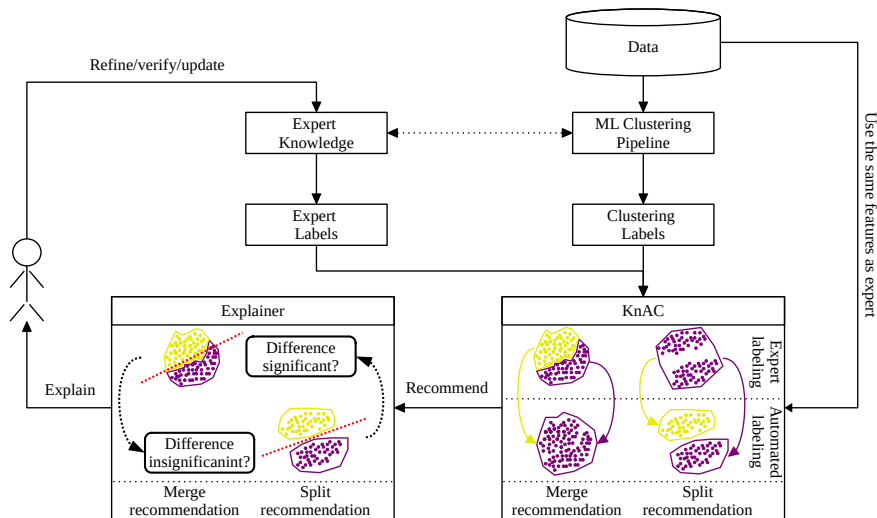 Data
Refine/verify/update
Expert
Knowledge
ML Clustering
Pipeline
Use the same features as expert
Expert
Labels
Clustering
Labels
Explainer
KnAC
Difference
significant?
Expert
labeling
Explain
Recommend
Difference
insignificanint?
Automated
labeling
Merge
recommendation
Split
recommendation
Merge
recommendation
Split
recommendation